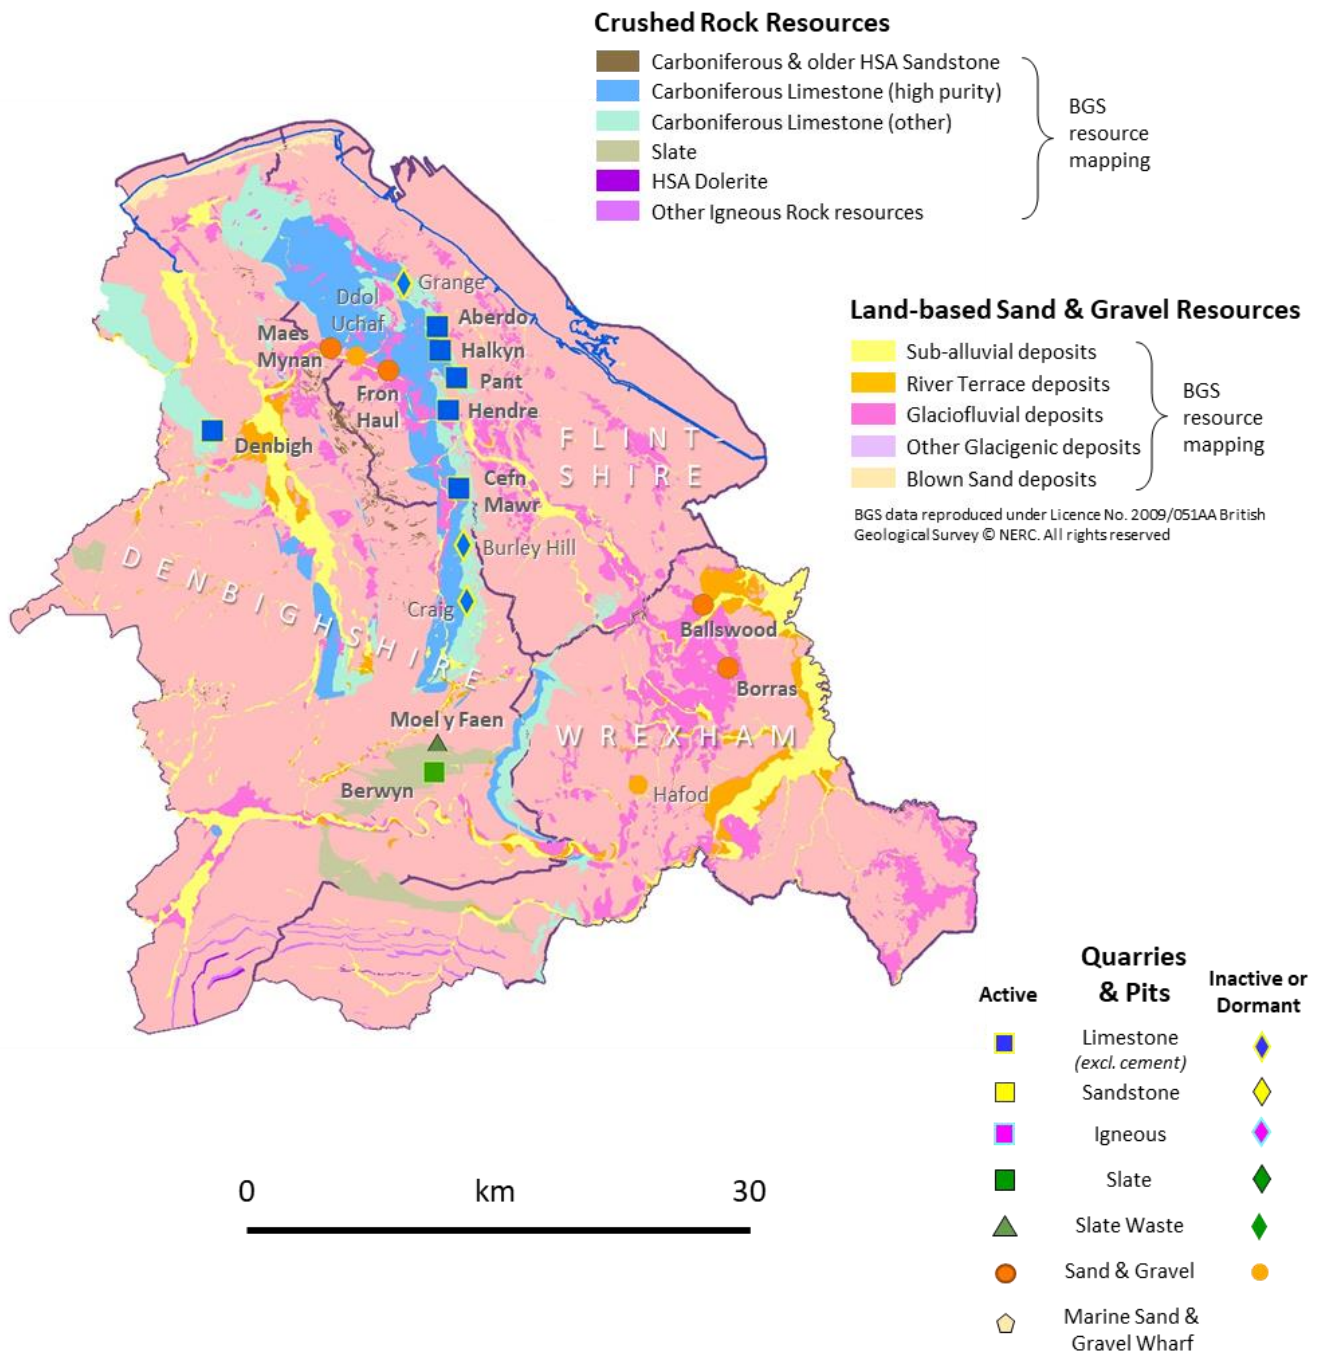 Crushed Rock Resources
Carboniferous & older HSA Sandstone
Carboniferous Limestone (high purity)
Carboniferous Limestone (other)
Slate
HSA Dolerite
Other Igneous Rock resources
BGS
resource
mapping
Land-based Sand & Gravel Resources
Sub-alluvial deposits
River Terrace deposits
Glaciofluvial deposits
Other Glacigenic deposits
Blown Sand deposits
BGS
resource
mapping
BGS data reproduced under Licence No. 2009/051AA British
Geological Survey © NERC. All rights reserved
Grange
Ddol
Uchaf
Aberdo
Maes
Mynan
Halkyn
Pant
Fron
Haul
Hendre
Denbigh
FLINT-
SHIRE
Cefn
Mawr
Burley Hill
DENBIGHSHIRE
Craig
Ballswood
Borras
Moel y Faen
WREXHAM
Berwyn
Hafod
Quarries
& Pits
Active
Inactive or
Dormant
Limestone
(excl. cement)
Sandstone
Igneous
Slate
Slate Waste
Sand & Gravel
Marine Sand &
Gravel Wharf
0 km 30